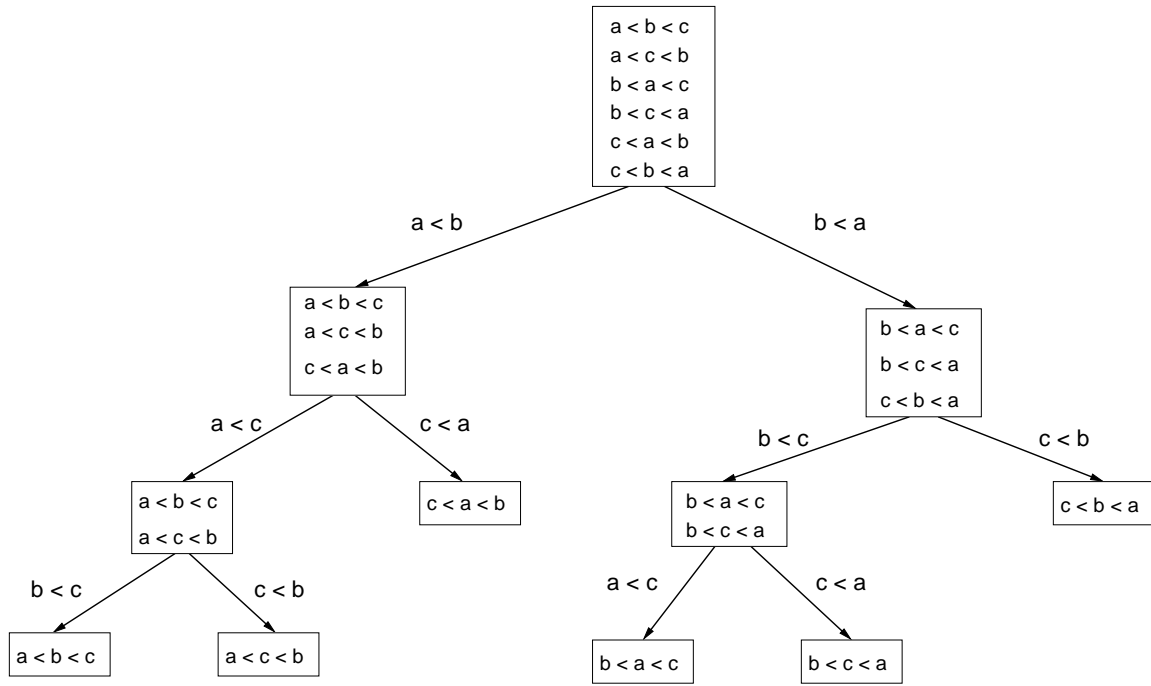 a < b < c
a < c < b
b < a < c
b < c < a
c < a < b
c < b < a
a < b
b < a
a < b < c
a < c < b
c < a < b
b < a < c
b < c < a
c < b < a
a < c
c < a
b < c
c < b
a < b < c
a < c < b
c < a < b
b < a < c
b < c < a
c < b < a
b < c
c < b
a < c
c < a
a < b < c
a < c < b
b < a < c
b < c < a